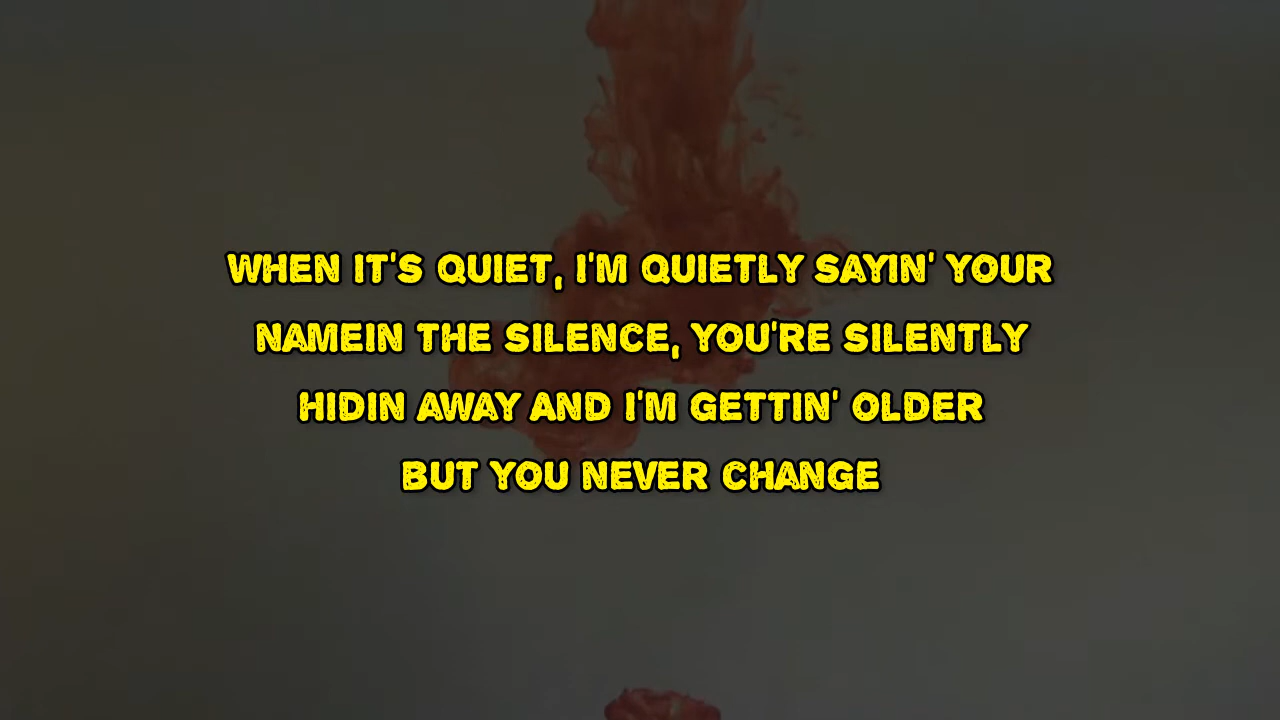 WHEN IT'S QUIET, I'M QUIETLY SAYIN' YOUR
NAMEIN THE SILENCE, YOU'RE SILENTLY
HIDIN AWAY AND I'M GETTIN' OLDER
BUT YOU NEVER CHANGE